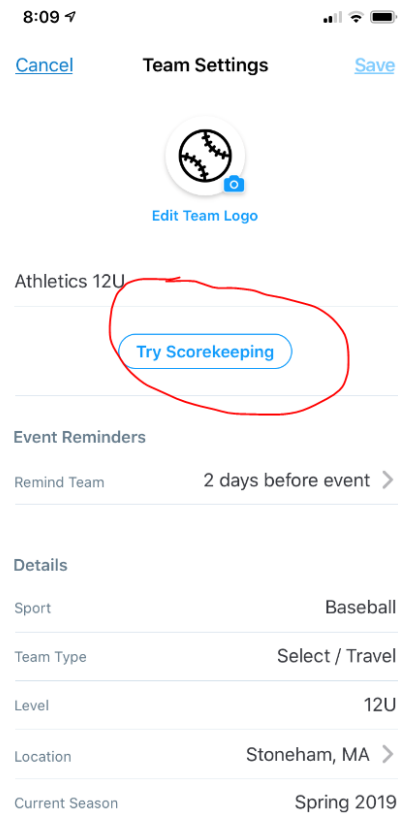 8:09
Cancel Team Settings Save
Edit Team Logo
Athletics 12U
Try Scorekeeping
Event Reminders
Remind Team 2 days before event
Details
Sport Baseball
Team Type Select / Travel
Level 12U
Location Stoneham, MA
Current Season Spring 2019